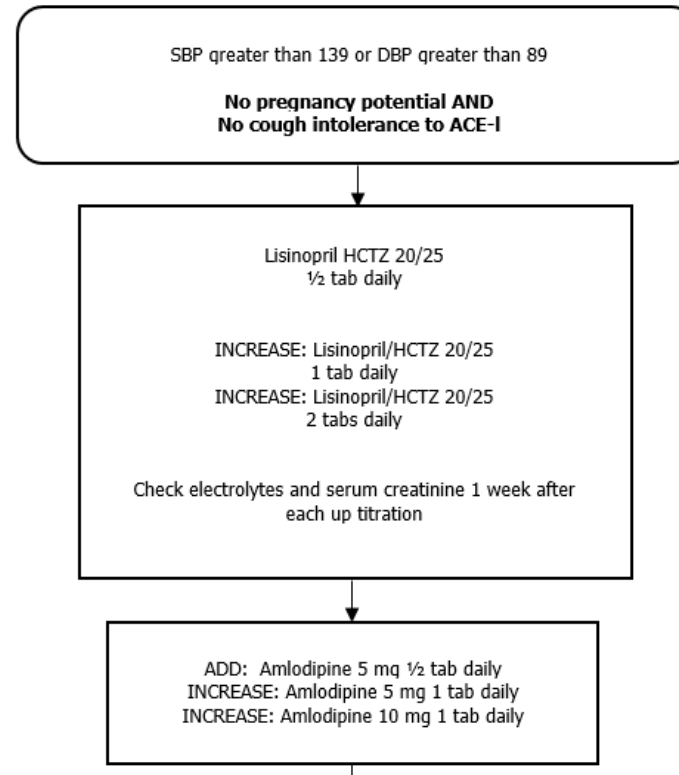 SBP greater than 139 or DBP greater than 89
No pregnancy potential AND
No cough intolerance to ACE-l
Lisinopril HCTZ 20/25
½ tab daily
INCREASE: Lisinopril/HCTZ 20/25
1 tab daily
INCREASE: Lisinopril/HCTZ 20/25
2 tabs daily
Check electrolytes and serum creatinine 1 week after
each up titration
ADD: Amlodipine 5 mg ½ tab daily
INCREASE: Amlodipine 5 mg 1 tab daily
INCREASE: Amlodipine 10 mg 1 tab daily